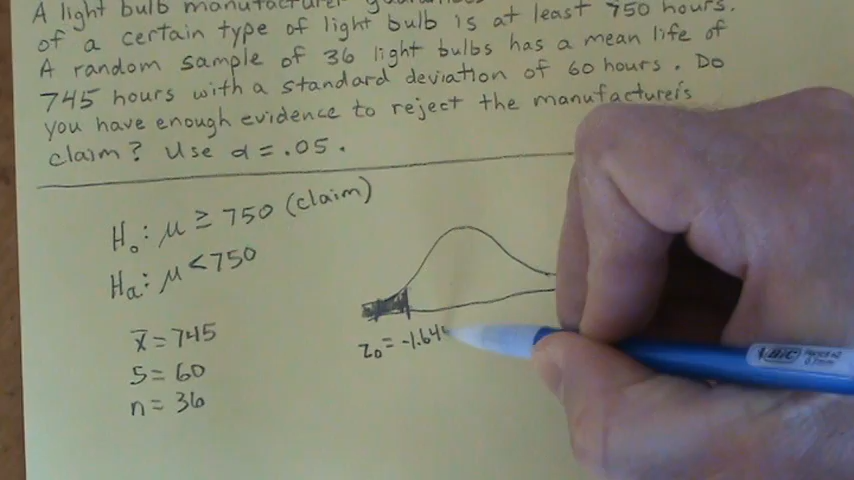 A light bulb manufacturer
of a certain type of light bulb is at least 750 hours.
A random sample of 36 light bulbs has a mean life of
745 hours with a standard deviation of 60 hours. Do
you have enough evidence to reject the manufacturer's
claim? Use α = .05.
H₀: μ ≥ 750 (claim)
Hₐ: μ < 750
x̄ = 745
S = 60
n = 36
z₀ = -1.64
BIC